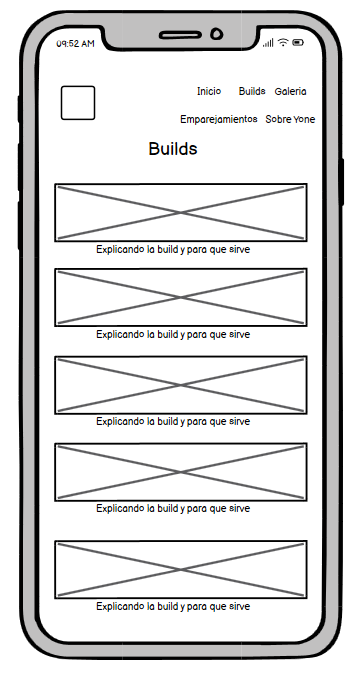 09:52 AM
Inicio Builds Galeria
Emparejamientos Sobre Yone
Builds
Explicando la build y para que sirve
Explicando la build y para que sirve
Explicando la build y para que sirve
Explicando la build y para que sirve
Explicando la build y para que sirve